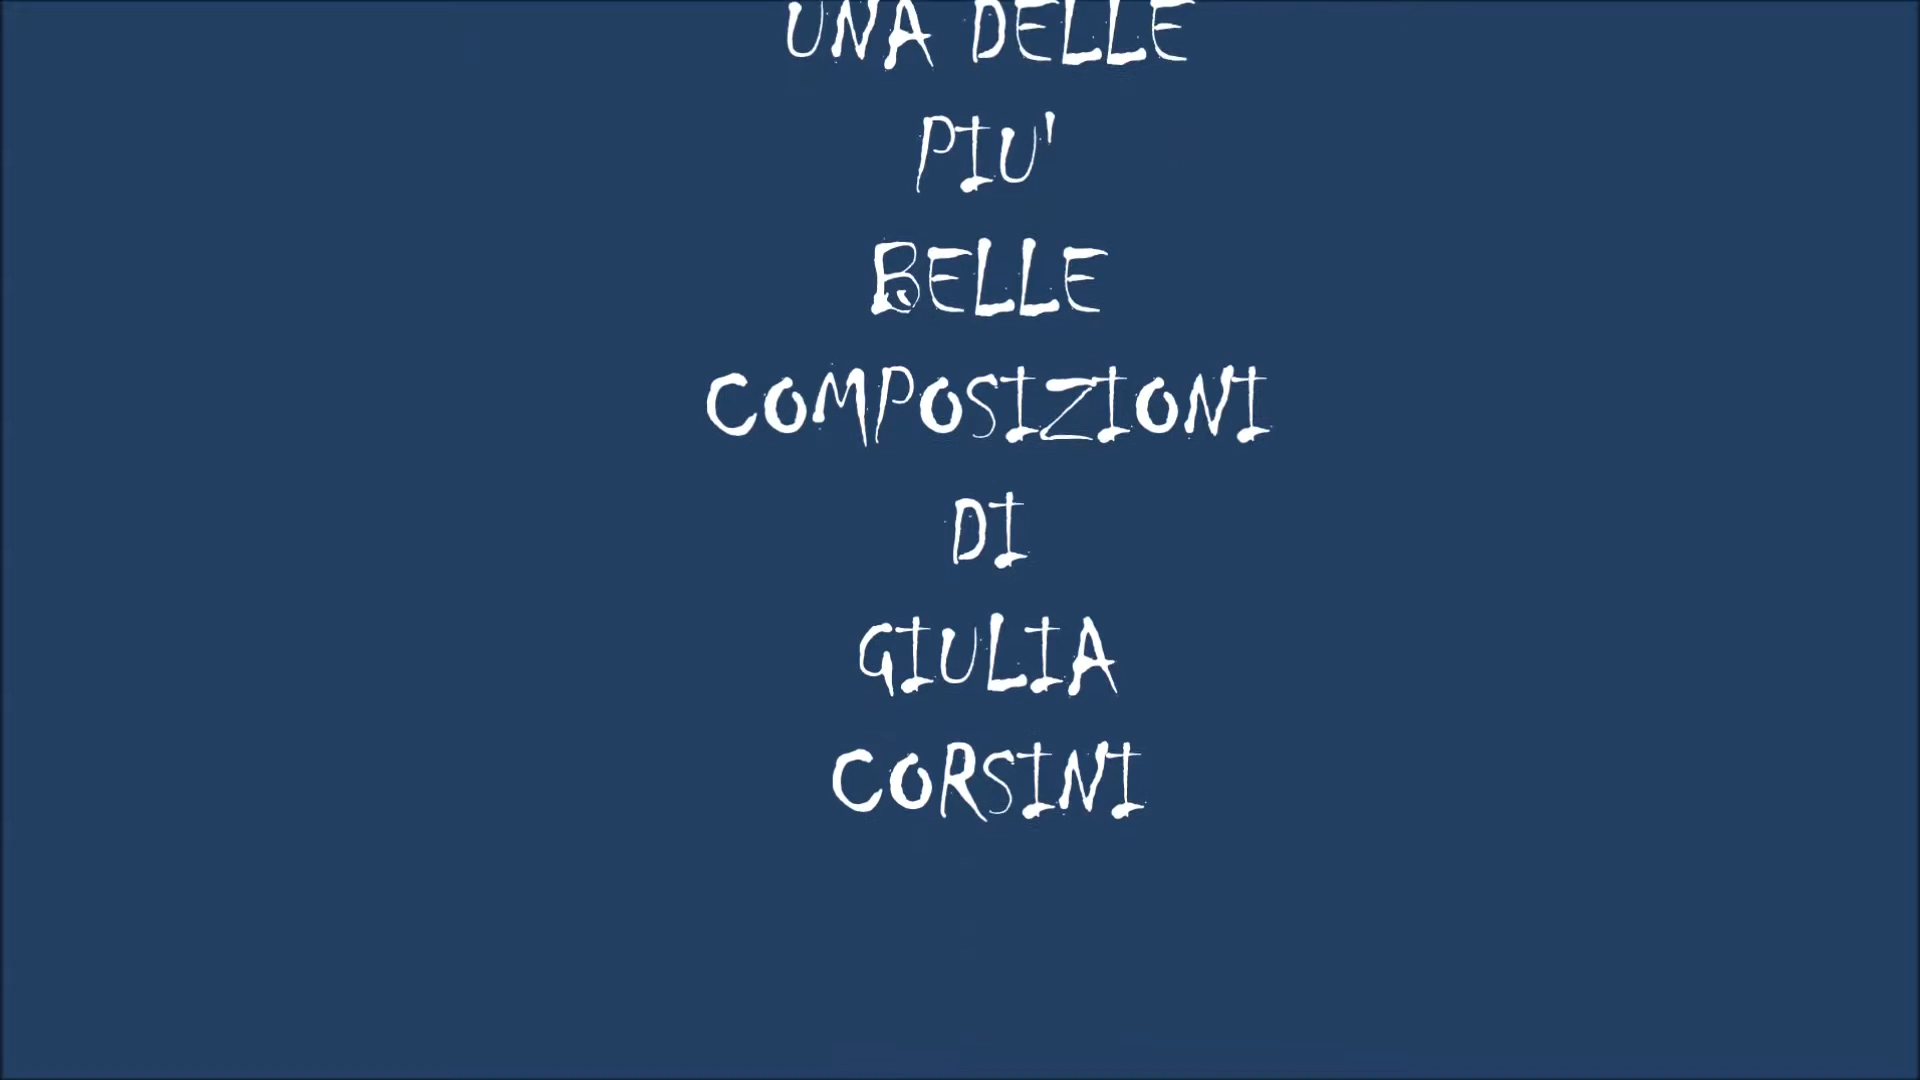 UNA DELLE
PIU'
BELLE
COMPOSIZIONI
DI
GIULIA
CORSINI